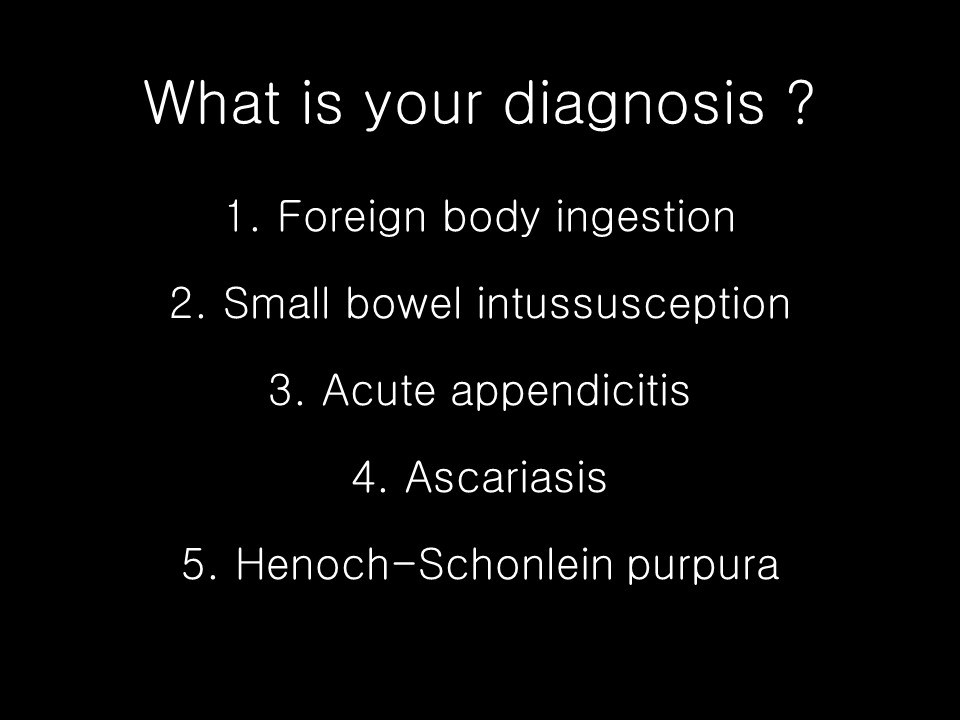 What is your diagnosis ?
1. Foreign body ingestion
2. Small bowel intussusception
3. Acute appendicitis
4. Ascariasis
5. Henoch-Schonlein purpura